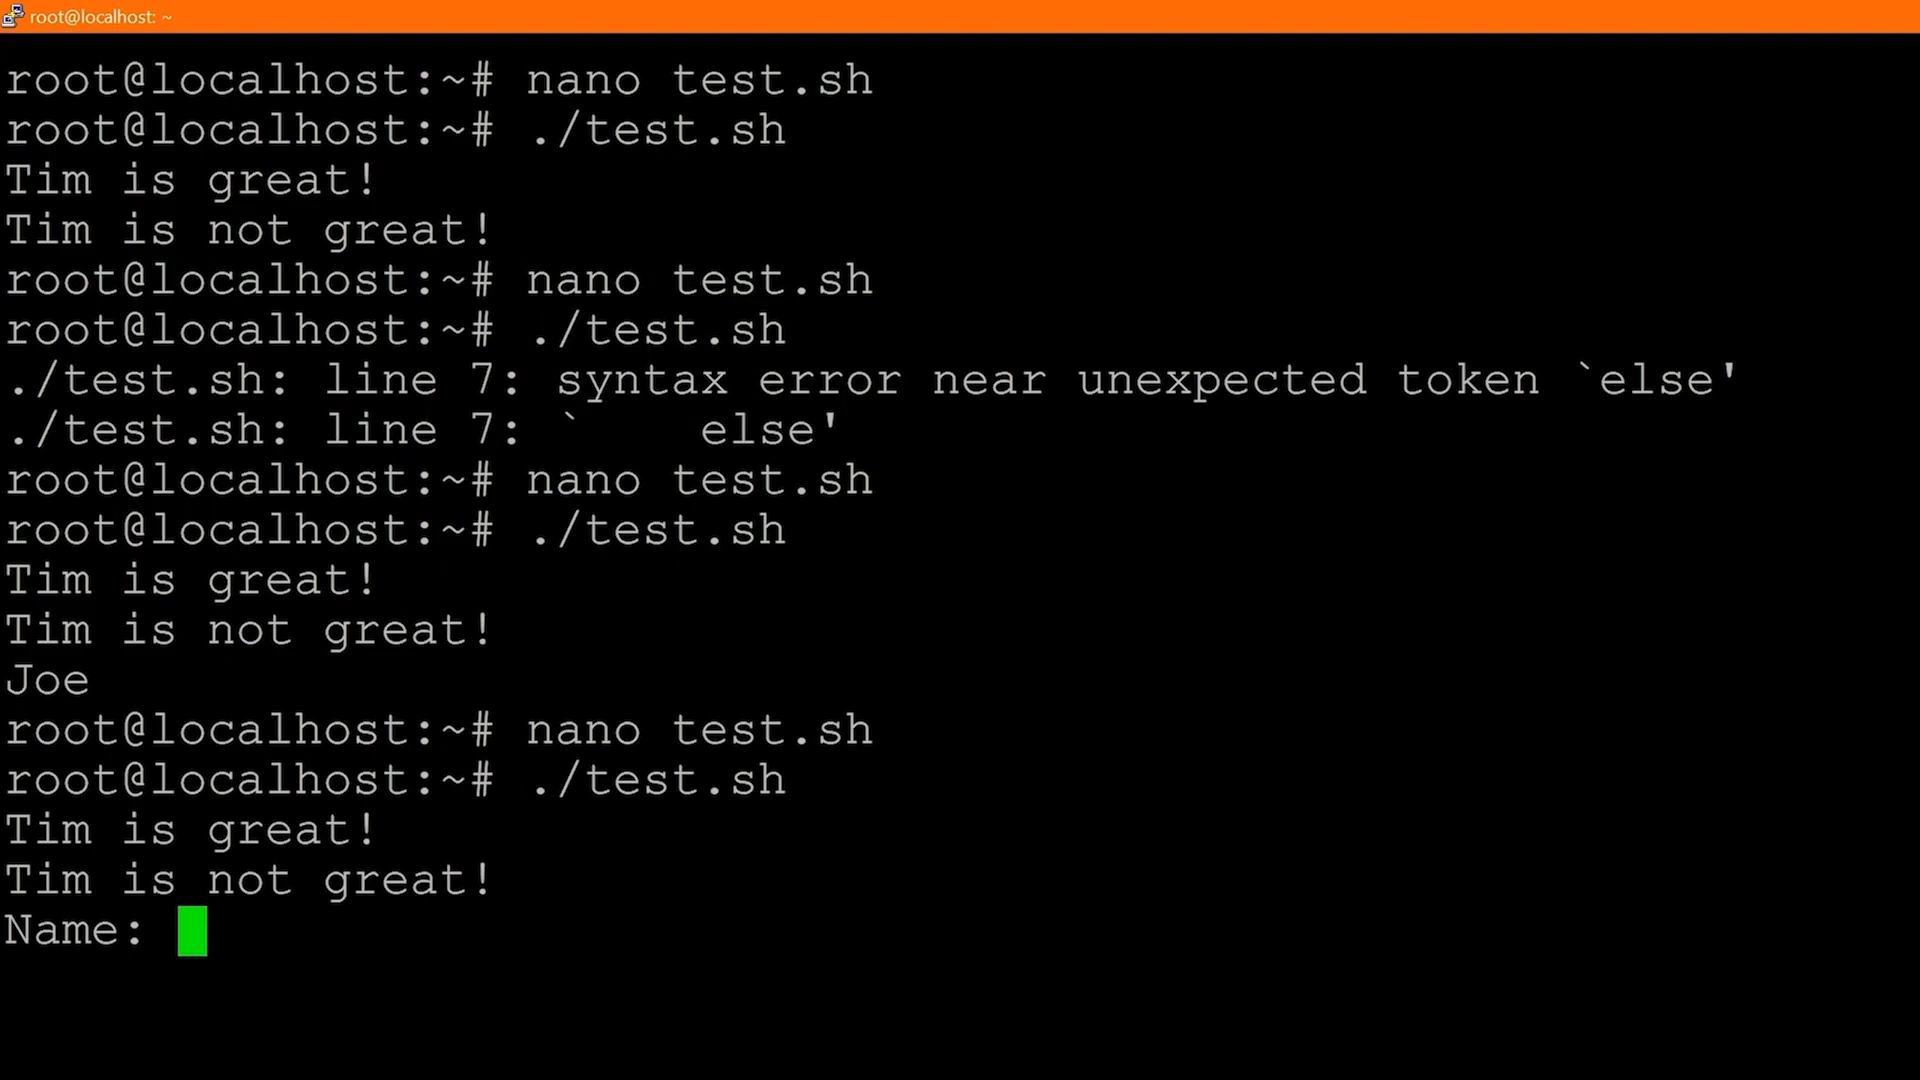 root@localhost: ~
root@localhost:~# nano test.sh
root@localhost:~# ./test.sh
Tim is great!
Tim is not great!
root@localhost:~# nano test.sh
root@localhost:~# ./test.sh
./test.sh: line 7: syntax error near unexpected token `else'
./test.sh: line 7: `    else'
root@localhost:~# nano test.sh
root@localhost:~# ./test.sh
Tim is great!
Tim is not great!
Joe
root@localhost:~# nano test.sh
root@localhost:~# ./test.sh
Tim is great!
Tim is not great!
Name: